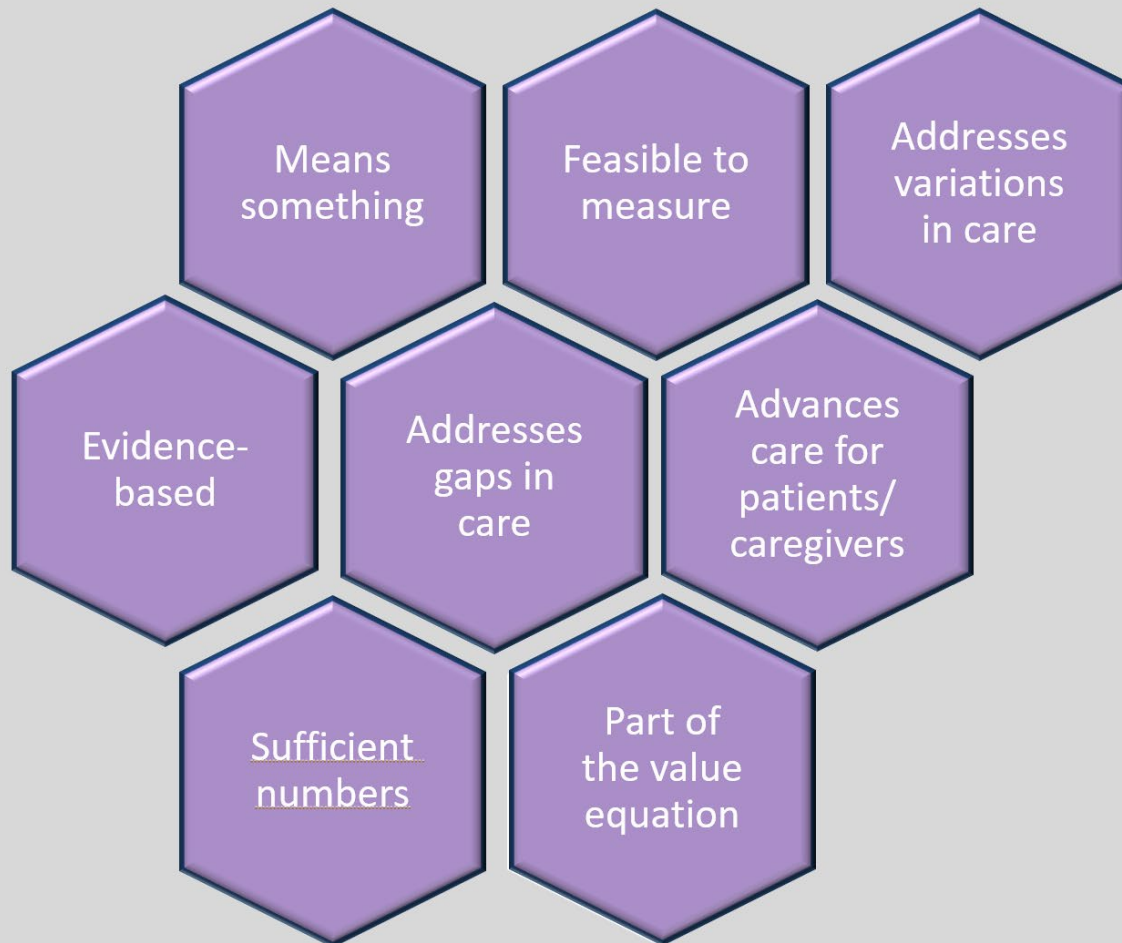 Means
something
Feasible to
measure
Addresses
variations
in care
Evidence-
based
Addresses
gaps in
care
Advances
care for
patients/
caregivers
Sufficient
numbers
Part of
the value
equation